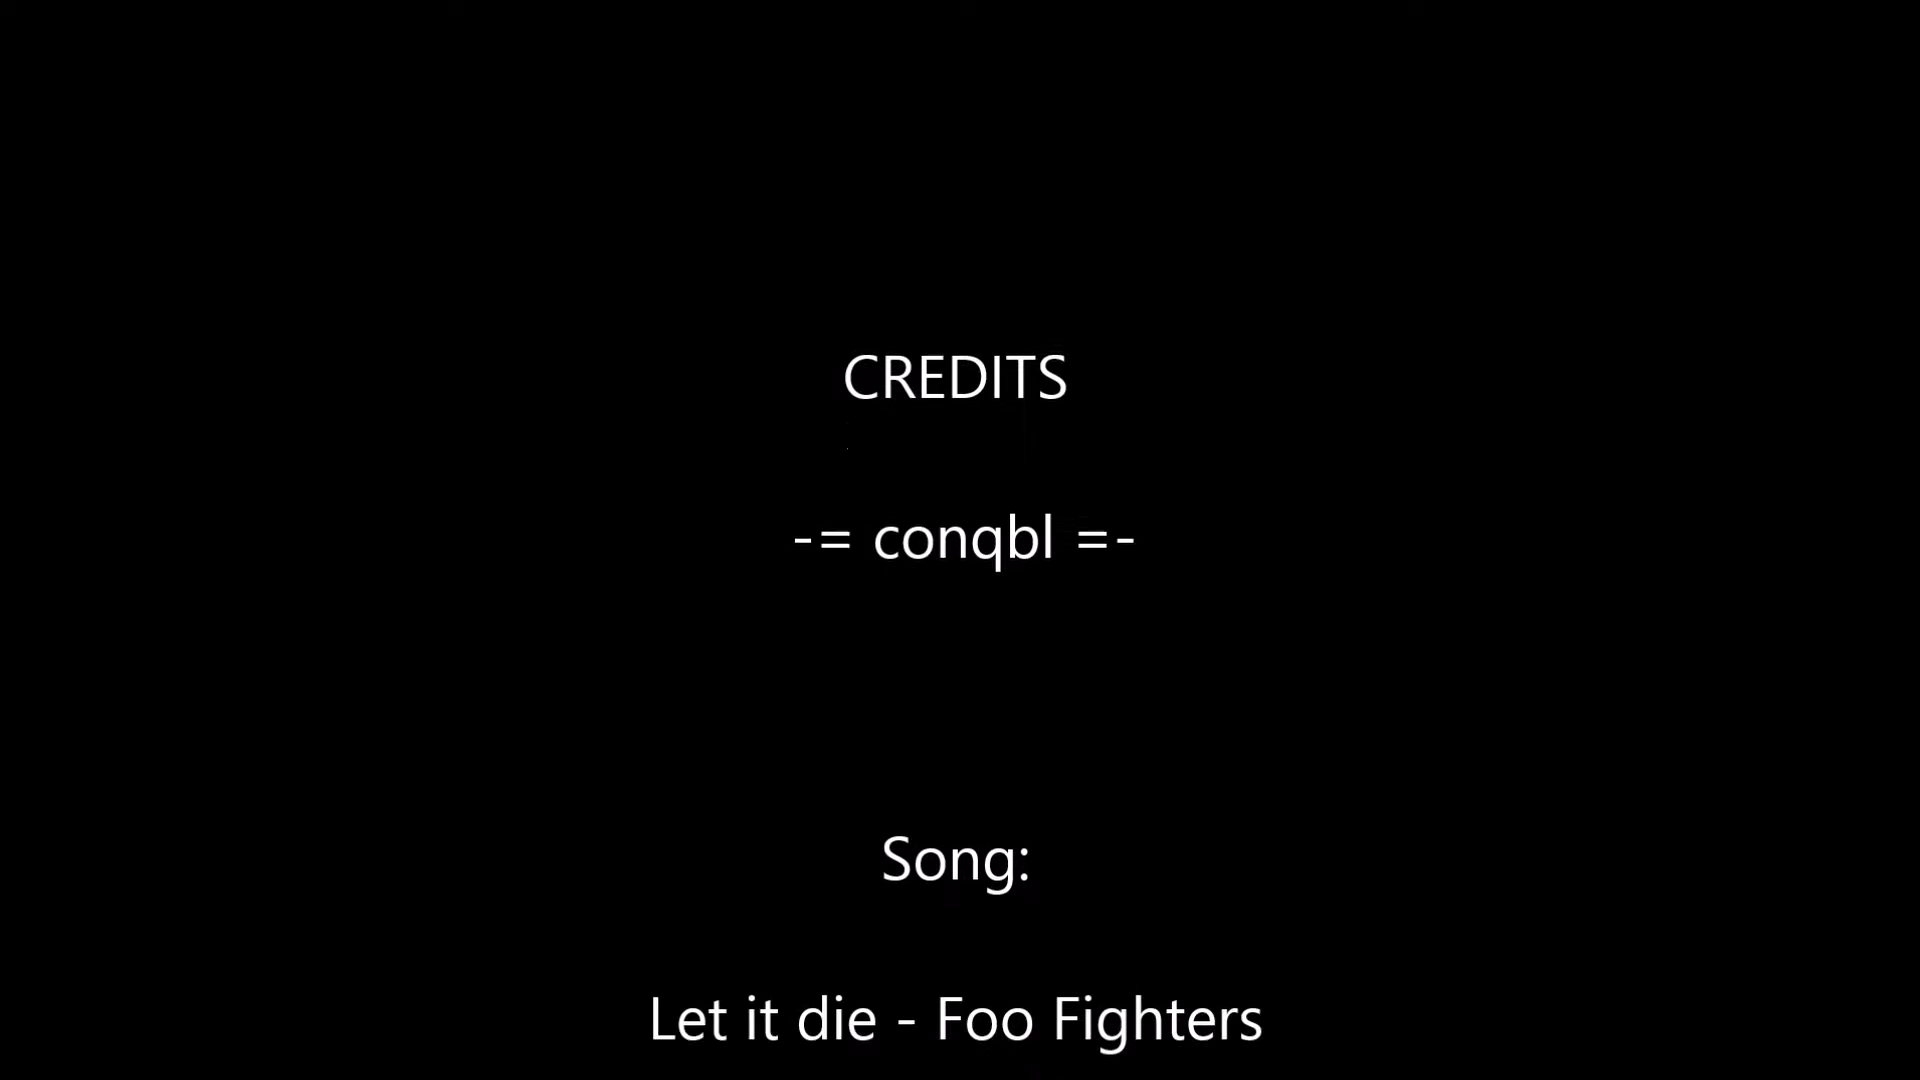 CREDITS
-= conqbl =-
Song:
Let it die - Foo Fighters